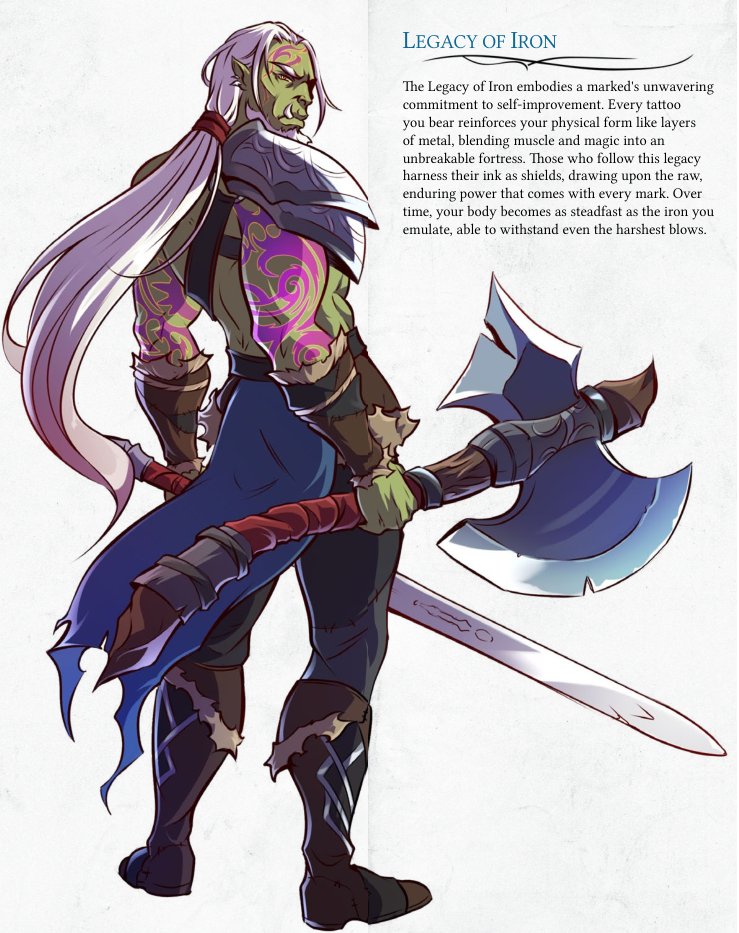 Legacy of Iron
The Legacy of Iron embodies a marked's unwavering
commitment to self-improvement. Every tattoo
you bear reinforces your physical form like layers
of metal, blending muscle and magic into an
unbreakable fortress. Those who follow this legacy
harness their ink as shields, drawing upon the raw,
enduring power that comes with every mark. Over
time, your body becomes as steadfast as the iron you
emulate, able to withstand even the harshest blows.